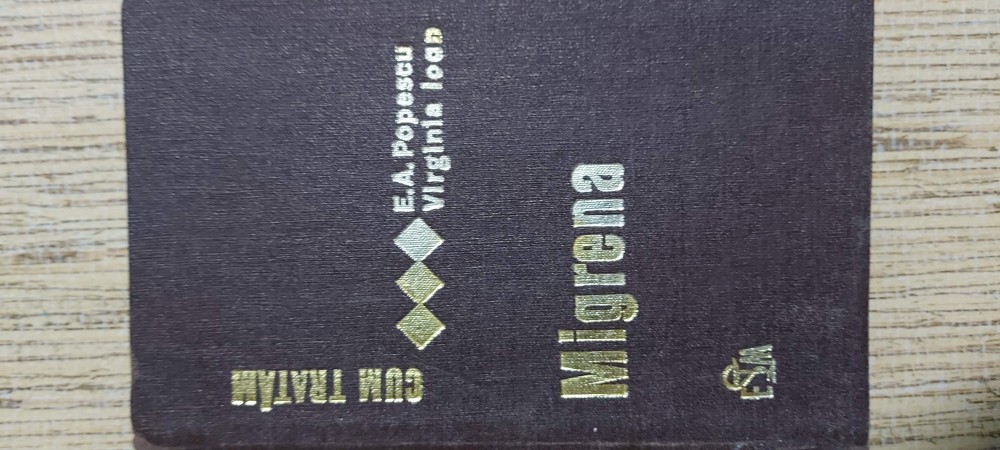 CUM TRATĂM
E.A. Popescu
Virginia Ioan
Migrena